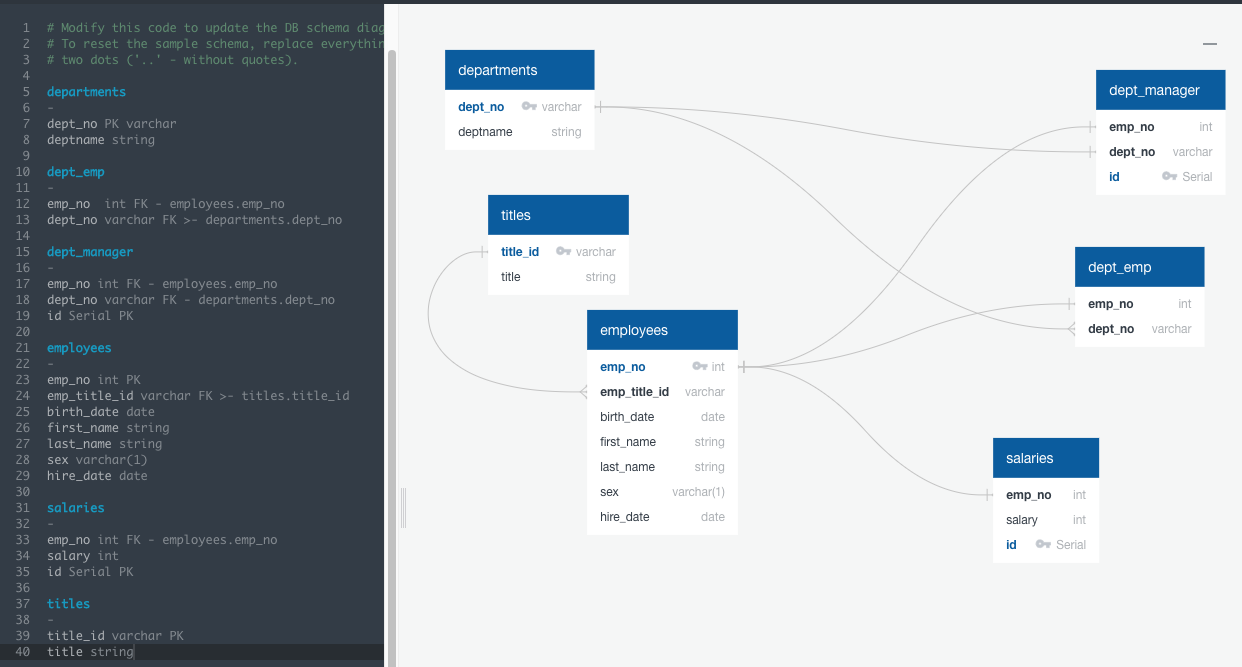 1 # Modify this code to update the DB schema diag
2 # To reset the sample schema, replace everythin
3 # two dots ('..' - without quotes).
4
5 departments
6 -
7 dept_no PK varchar
8 deptname string
9
10 dept_emp
11 -
12 emp_no  int FK - employees.emp_no
13 dept_no varchar FK >- departments.dept_no
14
15 dept_manager
16 -
17 emp_no int FK - employees.emp_no
18 dept_no varchar FK - departments.dept_no
19 id Serial PK
20
21 employees
22 -
23 emp_no int PK
24 emp_title_id varchar FK >- titles.title_id
25 birth_date date
26 first_name string
27 last_name string
28 sex varchar(1)
29 hire_date date
30
31 salaries
32 -
33 emp_no int FK - employees.emp_no
34 salary int
35 id Serial PK
36
37 titles
38 -
39 title_id varchar PK
40 title string
departments
dept_no varchar
deptname string
titles
title_id varchar
title string
employees
emp_no int
emp_title_id varchar
birth_date date
first_name string
last_name string
sex varchar(1)
hire_date date
dept_manager
emp_no int
dept_no varchar
id Serial
dept_emp
emp_no int
dept_no varchar
salaries
emp_no int
salary int
id Serial